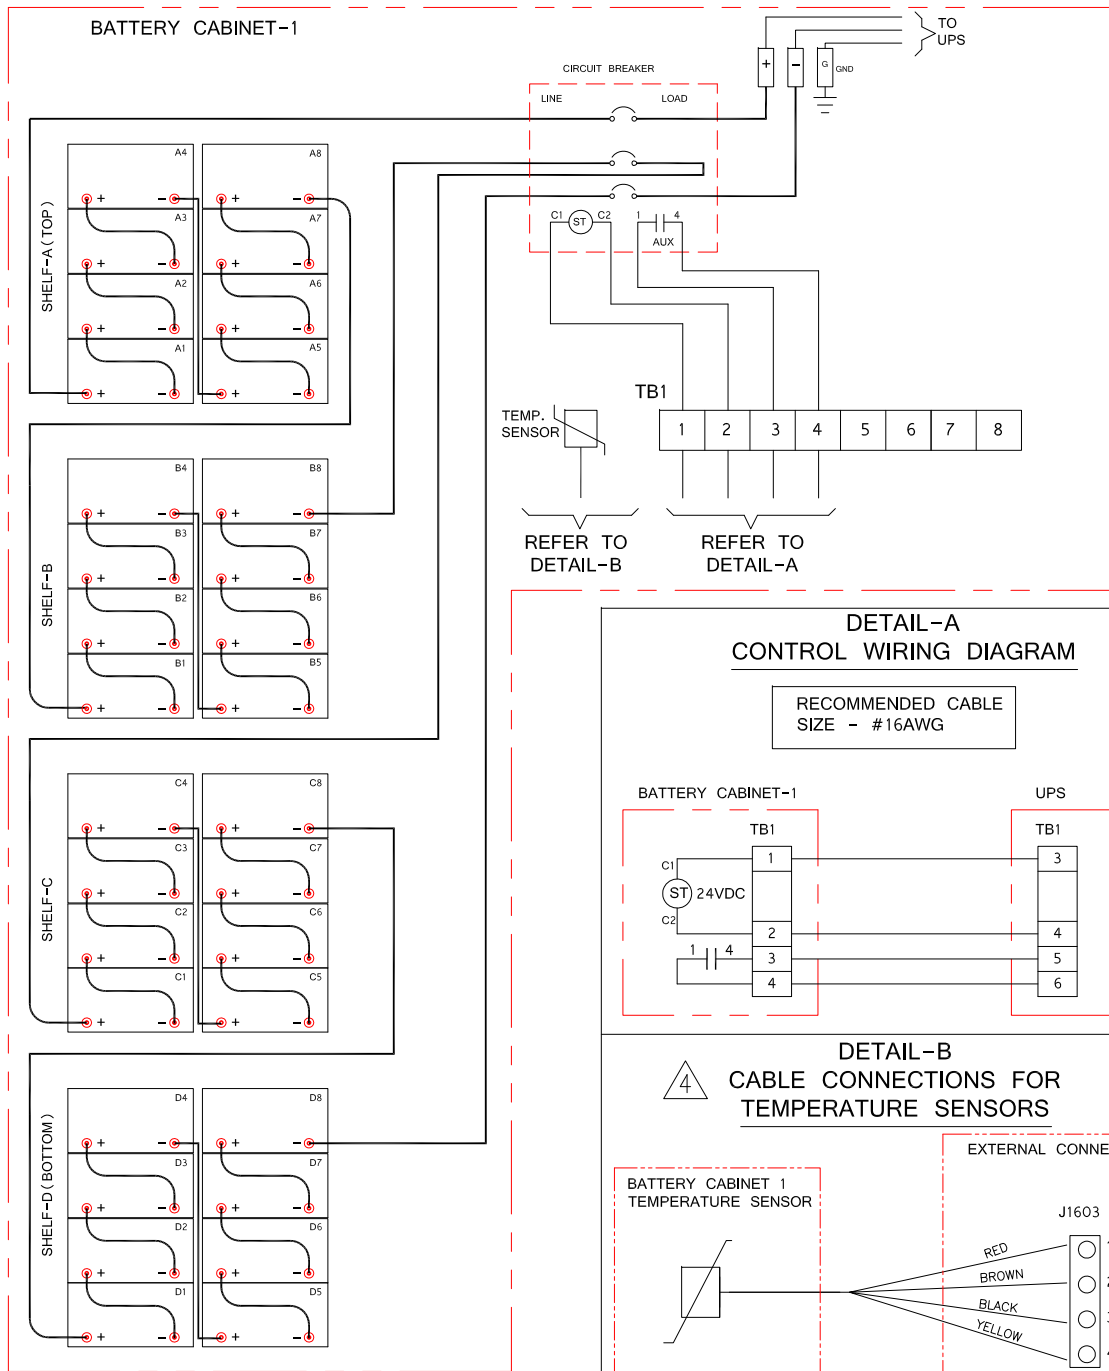 BATTERY CABINET-1
TO
UPS
+
−
G
GND
CIRCUIT BREAKER
LINE
LOAD
C1
ST
C2
1
4
AUX
SHELF-A(TOP)
A4
A8
+ − + −
A3
A7
+ − + −
A2
A6
+ − + −
A1
A5
+ − + −
TB1
TEMP.
SENSOR
1 2 3 4 5 6 7 8
REFER TO
DETAIL-B
REFER TO
DETAIL-A
SHELF-B
B4
B8
+ − + −
B3
B7
+ − + −
B2
B6
+ − + −
B1
B5
+ − + −
SHELF-C
C4
C8
+ − + −
C3
C7
+ − + −
C2
C6
+ − + −
C1
C5
+ − + −
SHELF-D(BOTTOM)
D4
D8
+ − + −
D3
D7
+ − + −
D2
D6
+ − + −
D1
D5
+ − + −
DETAIL-A
CONTROL WIRING DIAGRAM
RECOMMENDED CABLE
SIZE - #16AWG
BATTERY CABINET-1
UPS
TB1
TB1
C1
1
3
ST
24VDC
C2
2
4
1
4
3
5
4
6
DETAIL-B
4
CABLE CONNECTIONS FOR
TEMPERATURE SENSORS
EXTERNAL CONNE
BATTERY CABINET 1
TEMPERATURE SENSOR
J1603
RED
BROWN
2
BLACK
3
YELLOW